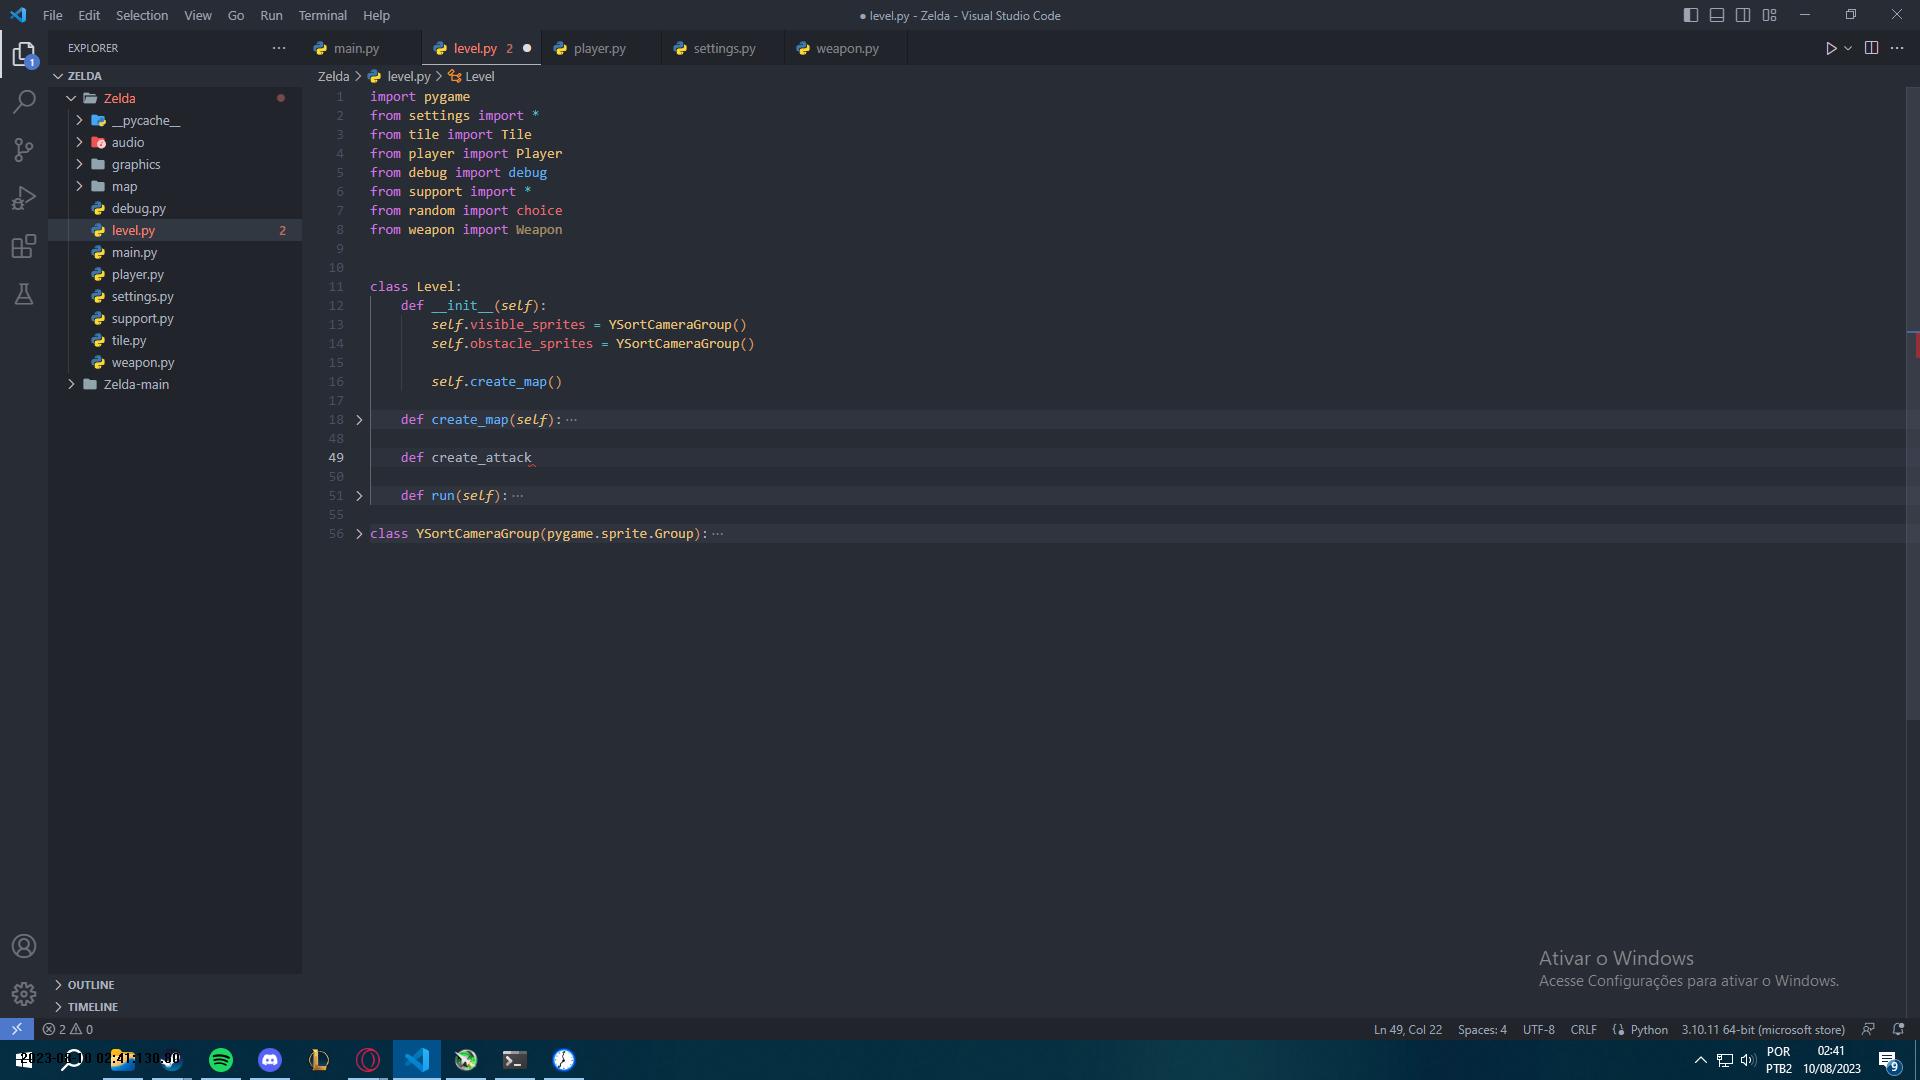 File Edit Selection View Go Run Terminal Help
● level.py - Zelda - Visual Studio Code
EXPLORER
main.py
level.py 2
player.py
settings.py
weapon.py
1
ZELDA
Zelda
__pycache__
audio
graphics
map
debug.py
level.py 2
main.py
player.py
settings.py
support.py
tile.py
weapon.py
Zelda-main
OUTLINE
TIMELINE
Zelda > level.py > Level
1 import pygame
2 from settings import *
3 from tile import Tile
4 from player import Player
5 from debug import debug
6 from support import *
7 from random import choice
8 from weapon import Weapon
9
10
11 class Level:
12 def __init__(self):
13 self.visible_sprites = YSortCameraGroup()
14 self.obstacle_sprites = YSortCameraGroup()
15
16 self.create_map()
17
18 def create_map(self):···
48
49 def create_attack
50
51 def run(self):···
55
56 class YSortCameraGroup(pygame.sprite.Group):···
Ativar o Windows
Acesse Configurações para ativar o Windows.
2 0
Ln 49, Col 22 Spaces: 4 UTF-8 CRLF Python 3.10.11 64-bit (microsoft store)
POR
PTB2
02:41
10/08/2023
9